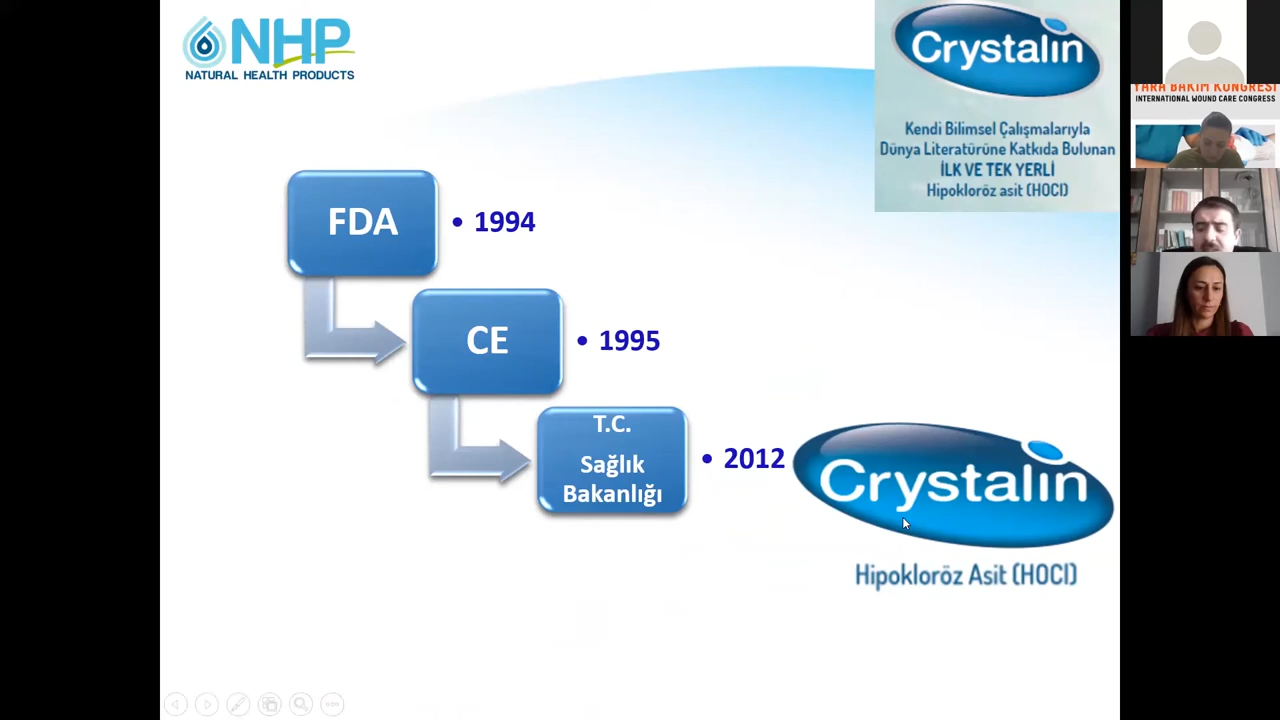 NHP
NATURAL HEALTH PRODUCTS
Crystalin
Kendi Bilimsel Çalışmalarıyla
Dünya Literatürüne Katkıda Bulunan
İLK VE TEK YERLİ
Hipokloröz asit (HOCl)
FDA
• 1994
CE
• 1995
T.C.
Sağlık
Bakanlığı
• 2012
Crystalin
Hipokloröz Asit (HOCl)
YARA BAKIM KONGRESİ
INTERNATIONAL WOUND CARE CONGRESS